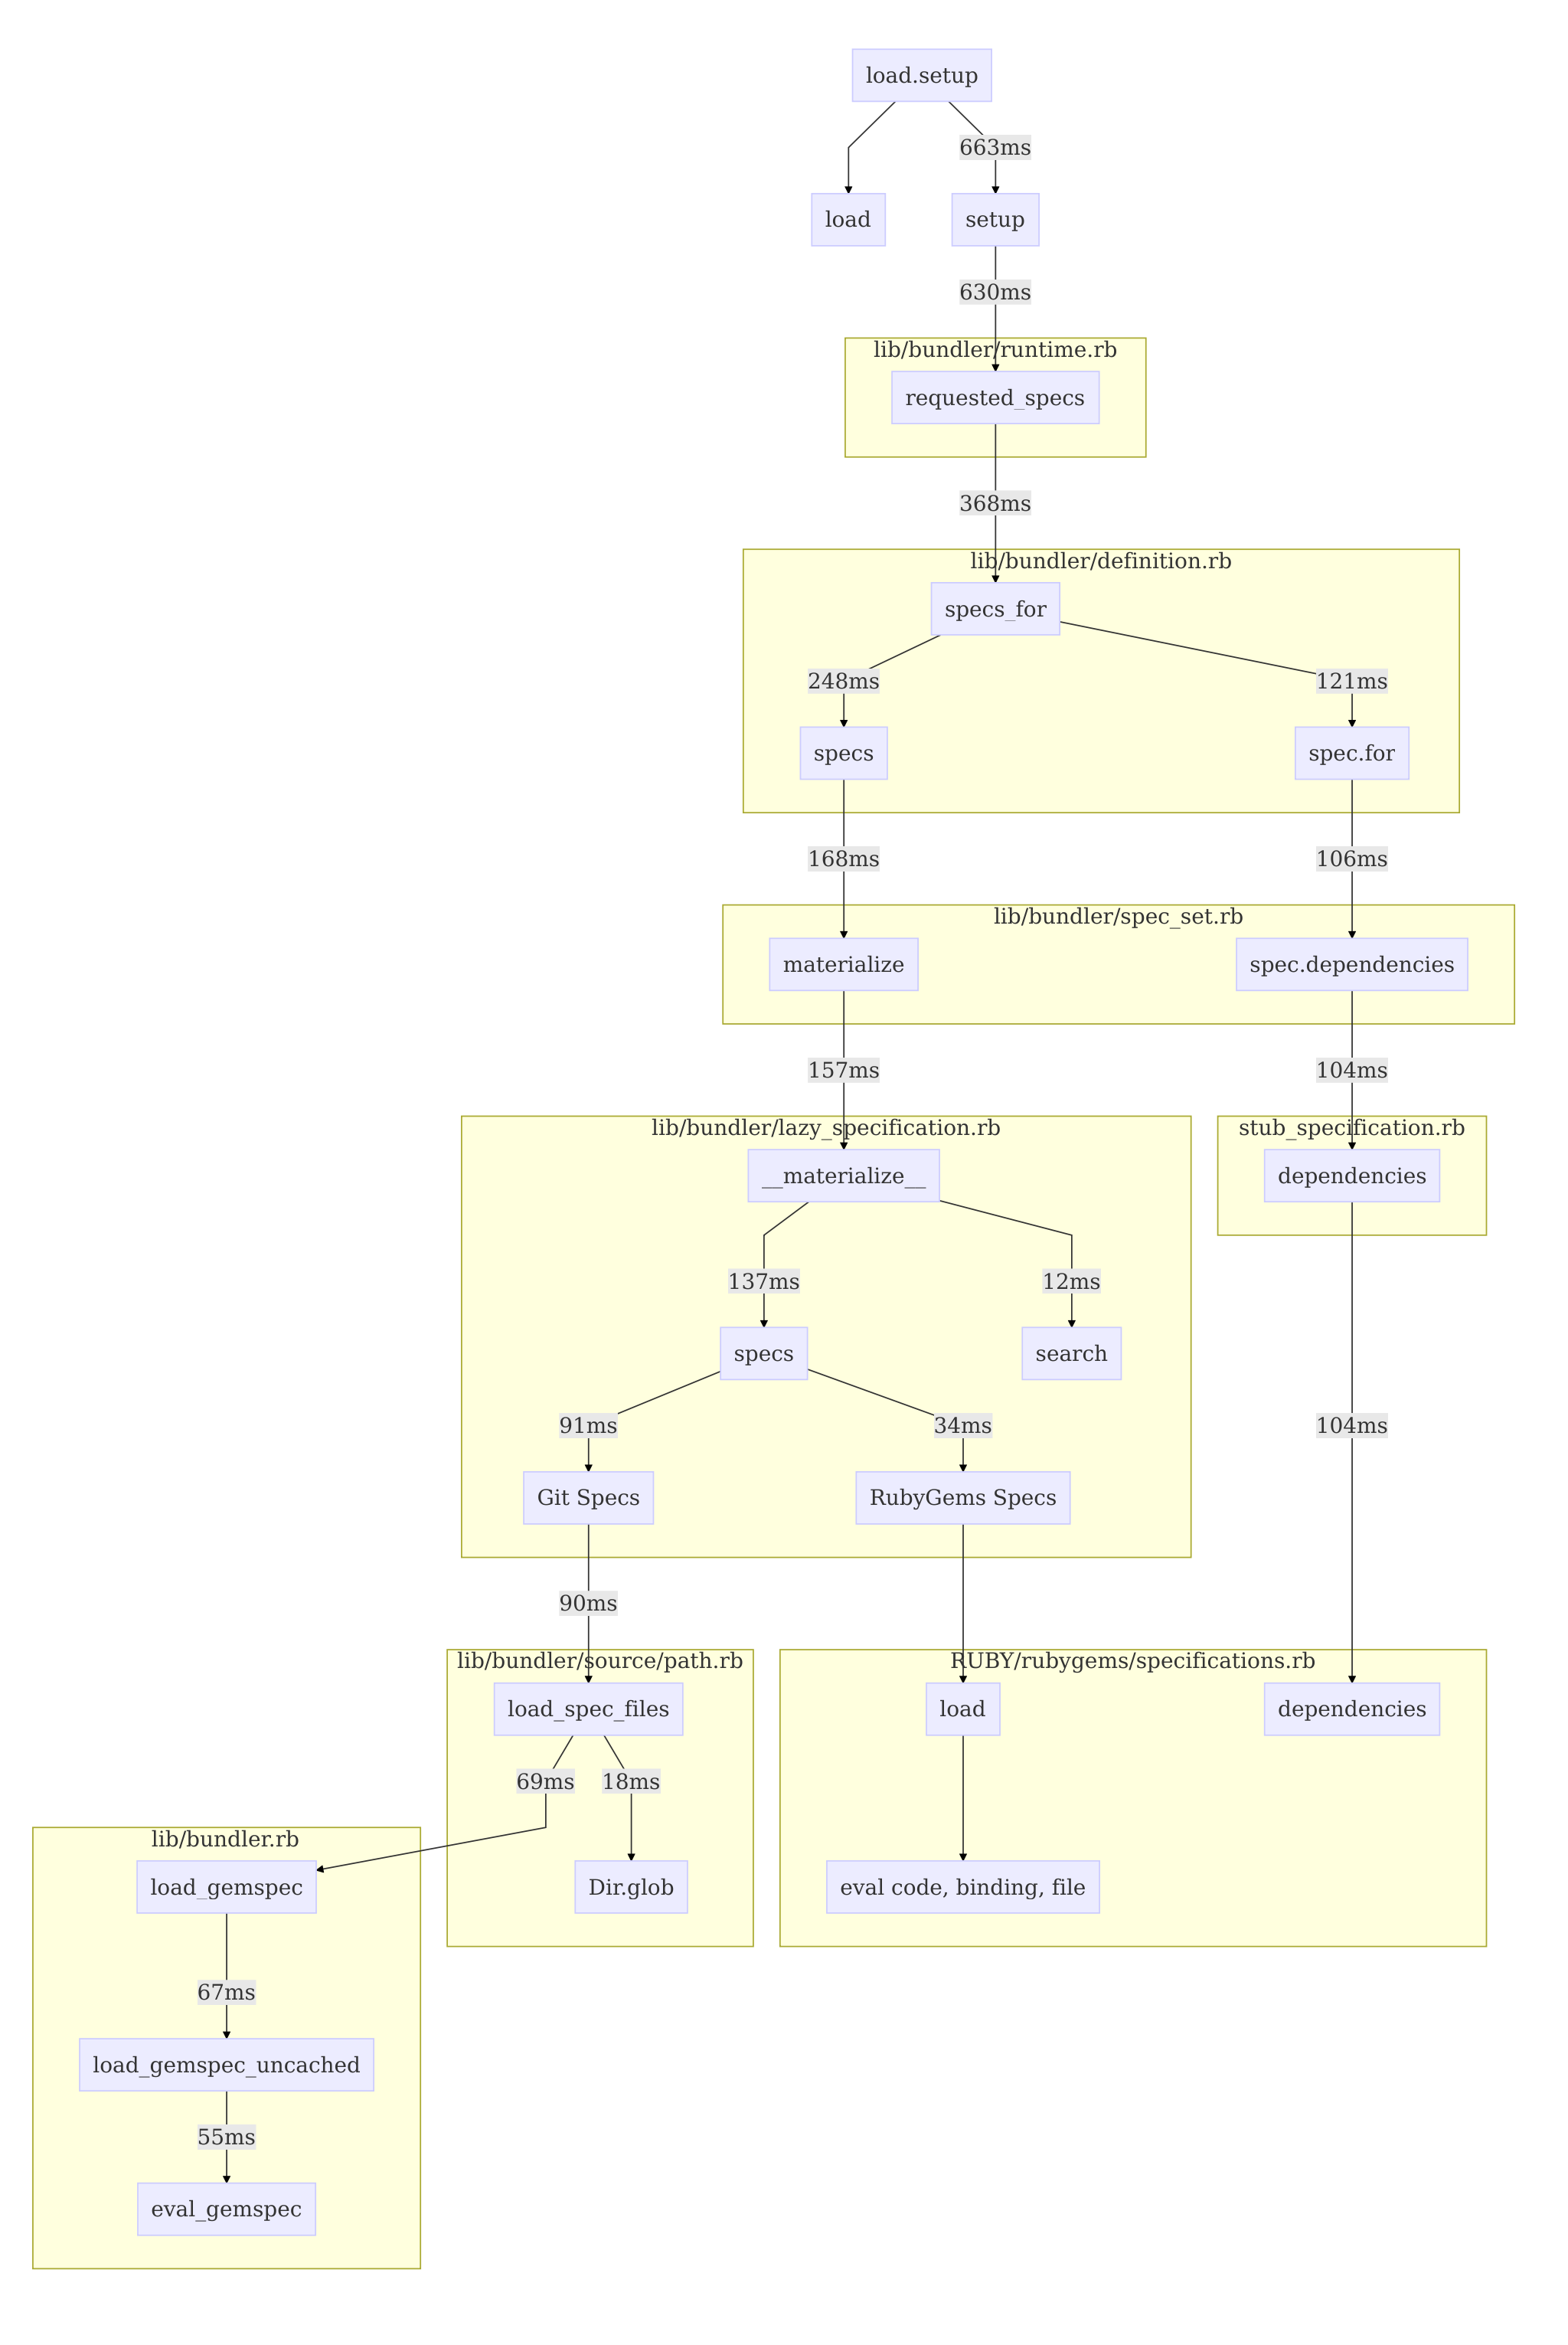 load.setup
663ms
load
setup
630ms
lib/bundler/runtime.rb
requested_specs
368ms
lib/bundler/definition.rb
specs_for
248ms
121ms
specs
spec.for
168ms
106ms
lib/bundler/spec_set.rb
materialize
spec.dependencies
157ms
104ms
lib/bundler/lazy_specification.rb
stub_specification.rb
__materialize__
dependencies
137ms
12ms
specs
search
91ms
34ms
104ms
Git Specs
RubyGems Specs
90ms
lib/bundler/source/path.rb
RUBY/rubygems/specifications.rb
load_spec_files
load
dependencies
69ms
18ms
lib/bundler.rb
load_gemspec
Dir.glob
eval code, binding, file
67ms
load_gemspec_uncached
55ms
eval_gemspec